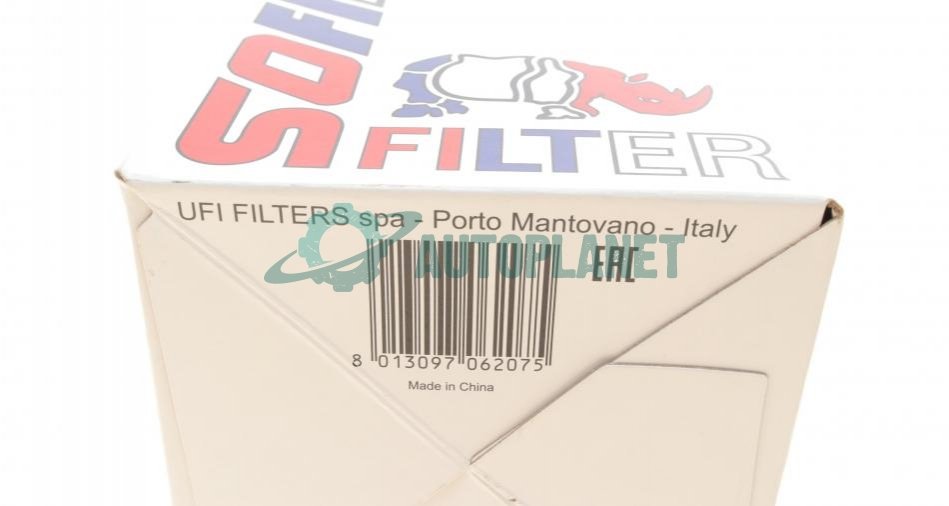 SOFI
FILTER
UFI FILTERS spa - Porto Mantovano - Italy
AUTOPLANET
EAC
8 013097 062075
Made in China